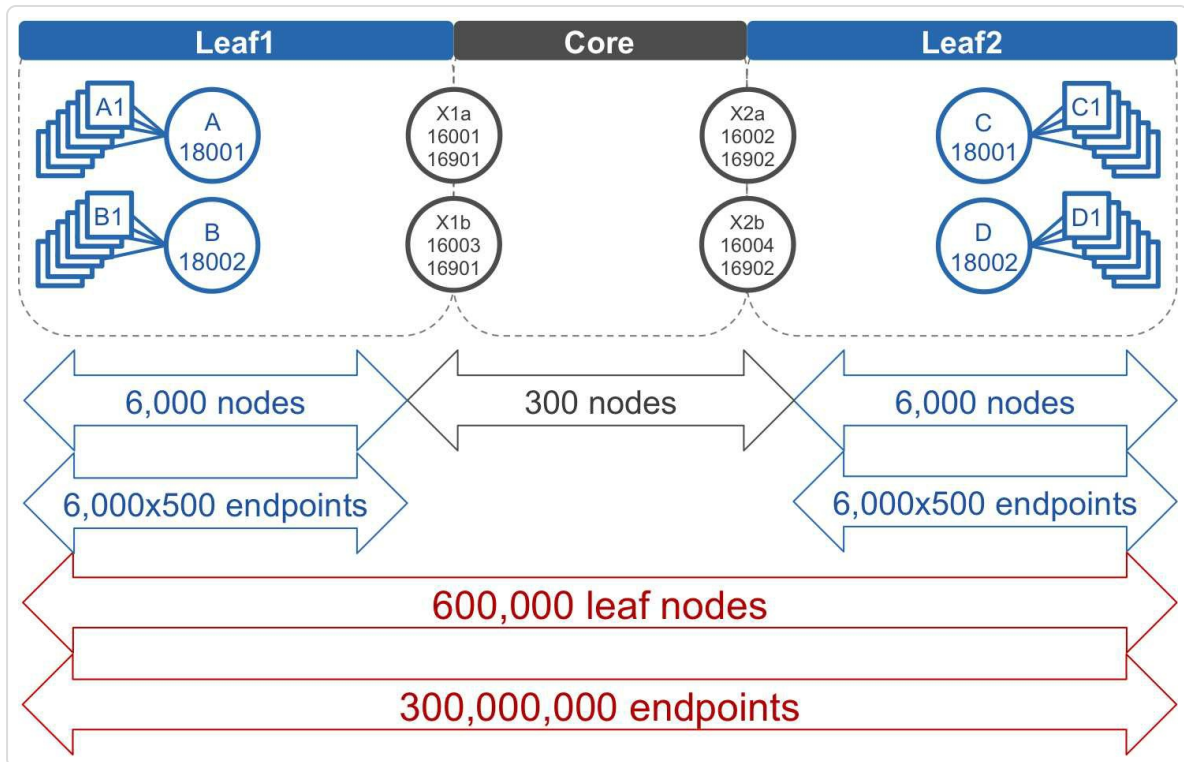 Leaf1
Core
Leaf2
A1
A
18001
X1a
16001
16901
X2a
16002
16902
C
18001
C1
B1
B
18002
X1b
16003
16901
X2b
16004
16902
D
18002
D1
6,000 nodes
300 nodes
6,000 nodes
6,000x500 endpoints
6,000x500 endpoints
600,000 leaf nodes
300,000,000 endpoints